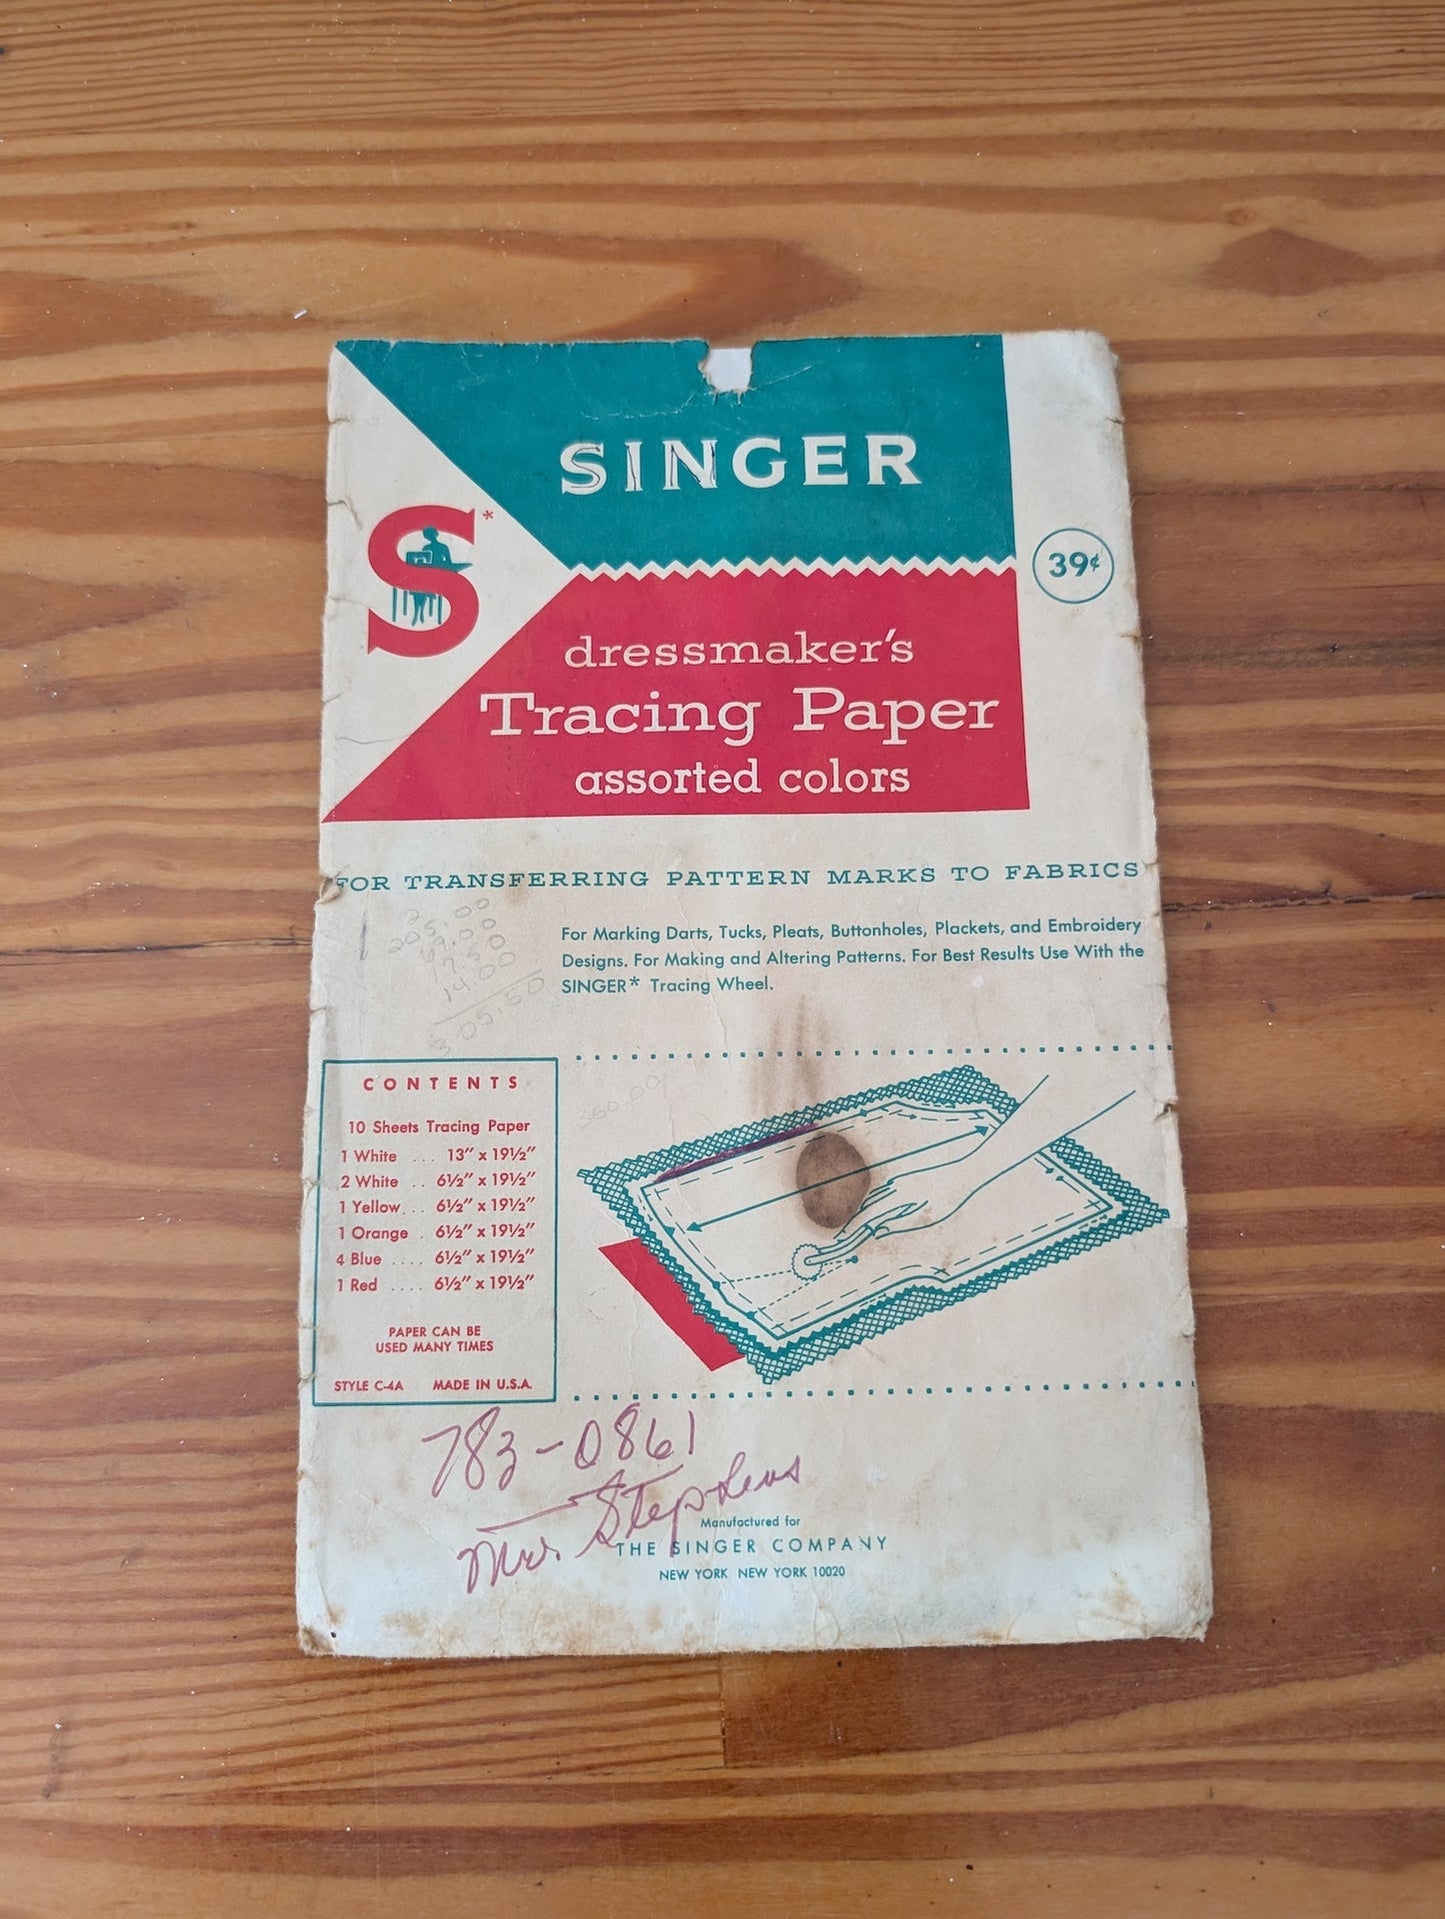 SINGER
S*
39¢
dressmaker's
Tracing Paper
assorted colors
FOR TRANSFERRING PATTERN MARKS TO FABRICS
For Marking Darts, Tucks, Pleats, Buttonholes, Plackets, and Embroidery
Designs. For Making and Altering Patterns. For Best Results Use With the
SINGER* Tracing Wheel.
360.00
CONTENTS
10 Sheets Tracing Paper
1 White ... 13" x 19½"
2 White .. 6½" x 19½"
1 Yellow... 6½" x 19½"
1 Orange . 6½" x 19½"
4 Blue .... 6½" x 19½"
1 Red .... 6½" x 19½"
PAPER CAN BE
USED MANY TIMES
STYLE C-4A MADE IN U.S.A.
783-0861
Mrs. Stephens
Manufactured for
THE SINGER COMPANY
NEW YORK NEW YORK 10020